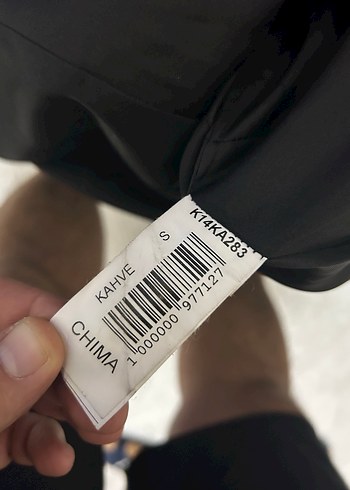 K14KA283
S
KAHVE
1 000000 977127
CHIMA